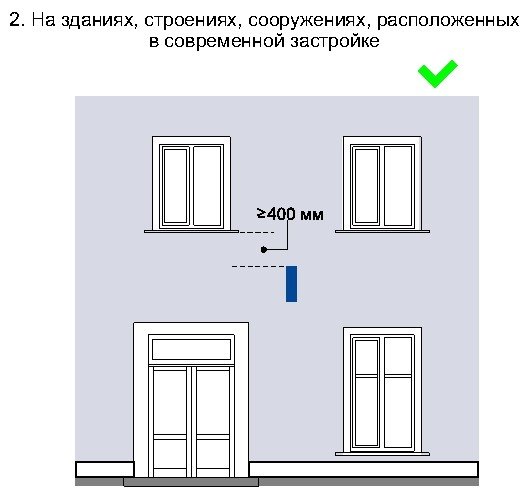 2. На зданиях, строениях, сооружениях, расположенных
в современной застройке
≥400 мм